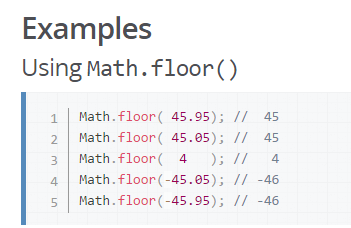 Examples
Using Math.floor()
1 Math.floor( 45.95); //  45
2 Math.floor( 45.05); //  45
3 Math.floor(  4   ); //   4
4 Math.floor(-45.05); // -46
5 Math.floor(-45.95); // -46